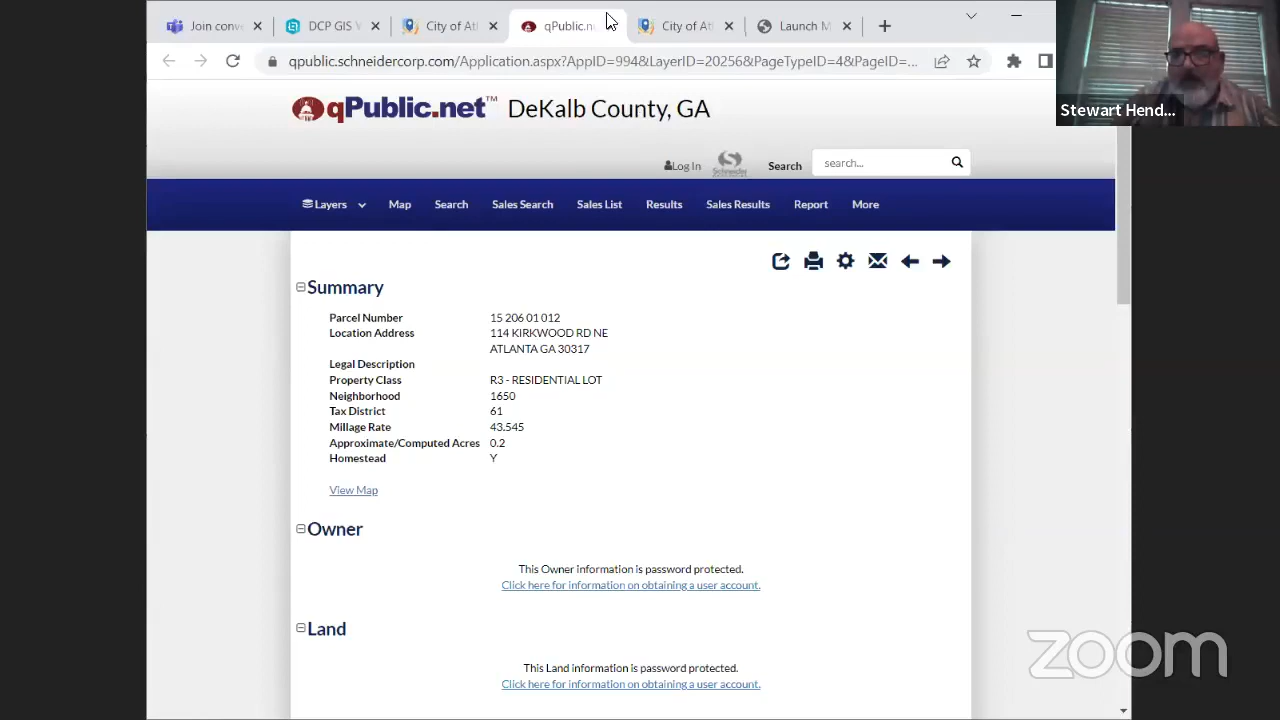 Join conve
DCP GIS V
City of Atl
qPublic.ne
City of Atl
Launch M
qpublic.schneidercorp.com/Application.aspx?AppID=994&LayerID=20256&PageTypeID=4&PageID=...
Stewart Hend...
qPublic.net™ DeKalb County, GA
Log In
Schneider
Search
search...
Layers
Map
Search
Sales Search
Sales List
Results
Sales Results
Report
More
Summary
Parcel Number 15 206 01 012
Location Address 114 KIRKWOOD RD NE
ATLANTA GA 30317
Legal Description
Property Class R3 - RESIDENTIAL LOT
Neighborhood 1650
Tax District 61
Millage Rate 43.545
Approximate/Computed Acres 0.2
Homestead Y
View Map
Owner
This Owner information is password protected.
Click here for information on obtaining a user account.
Land
This Land information is password protected.
Click here for information on obtaining a user account.
zoom